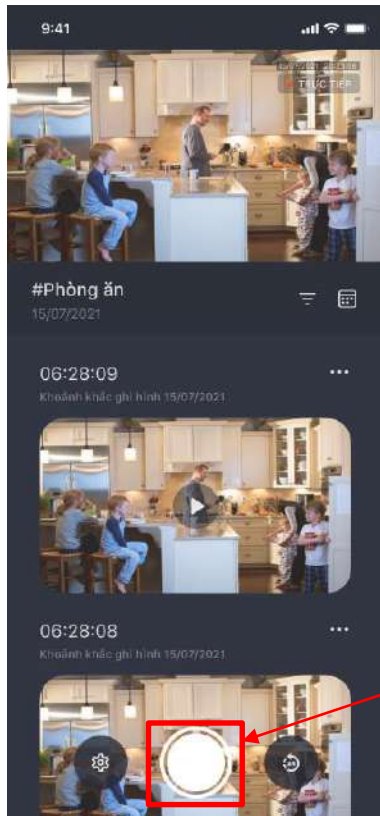 9:41
TRỰC TIẾP
#Phòng ăn
15/07/2021
06:28:09
Khoảnh khắc ghi hình 15/07/2021
06:28:08
Khoảnh khắc ghi hình 15/07/2021